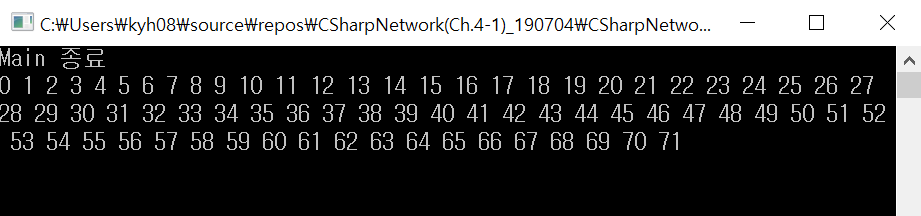 C:₩Users₩kyh08₩source₩repos₩CSharpNetwork(Ch.4-1)_190704₩CSharpNetwo...
Main 종료
0 1 2 3 4 5 6 7 8 9 10 11 12 13 14 15 16 17 18 19 20 21 22 23 24 25 26 27
28 29 30 31 32 33 34 35 36 37 38 39 40 41 42 43 44 45 46 47 48 49 50 51 52
53 54 55 56 57 58 59 60 61 62 63 64 65 66 67 68 69 70 71